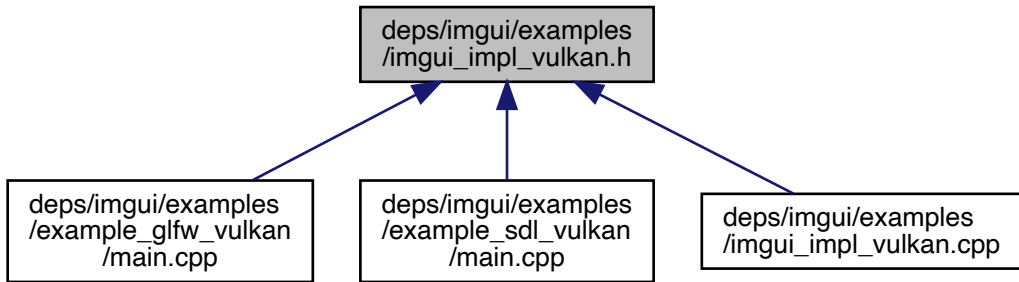 deps/imgui/examples
/imgui_impl_vulkan.h
deps/imgui/examples
/example_glfw_vulkan
/main.cpp
deps/imgui/examples
/example_sdl_vulkan
/main.cpp
deps/imgui/examples
/imgui_impl_vulkan.cpp